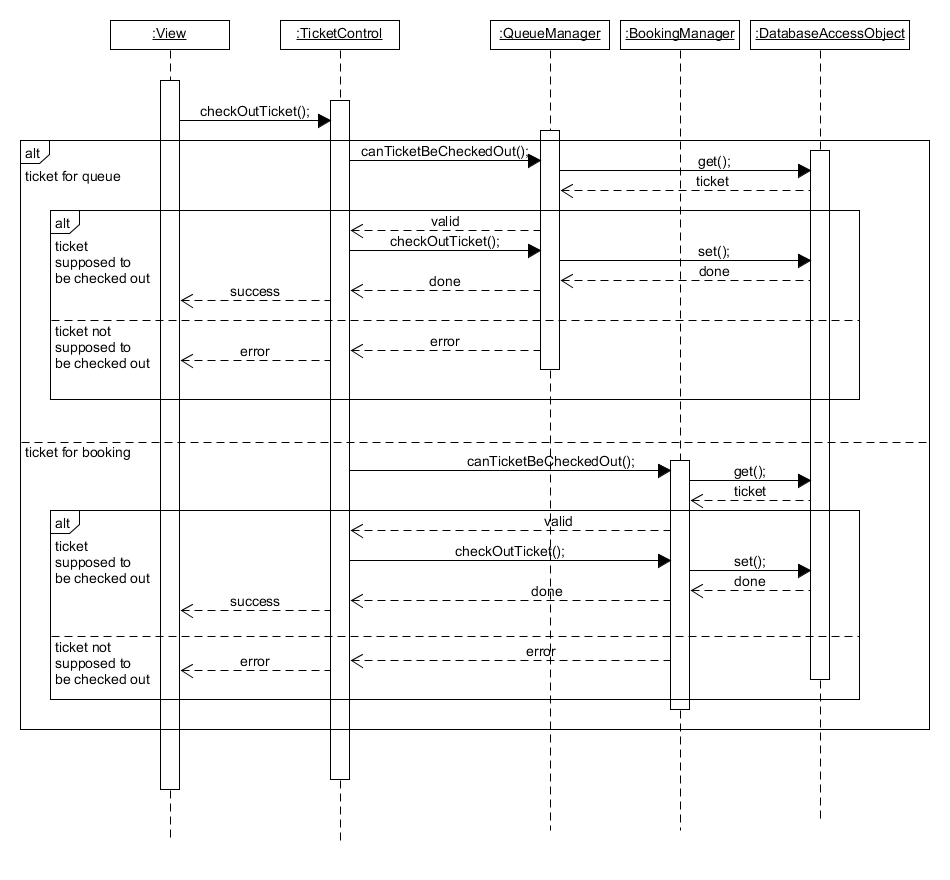 :View
:TicketControl
:QueueManager
:BookingManager
:DatabaseAccessObject
checkOutTicket();
alt
canTicketBeCheckedOut();
get();
ticket for queue
ticket
alt
valid
ticket
supposed to
be checked out
checkOutTicket();
set();
done
done
success
ticket not
supposed to
be checked out
error
error
ticket for booking
canTicketBeCheckedOut();
get();
ticket
alt
valid
ticket
supposed to
be checked out
checkOutTicket();
set();
done
done
success
ticket not
supposed to
be checked out
error
error